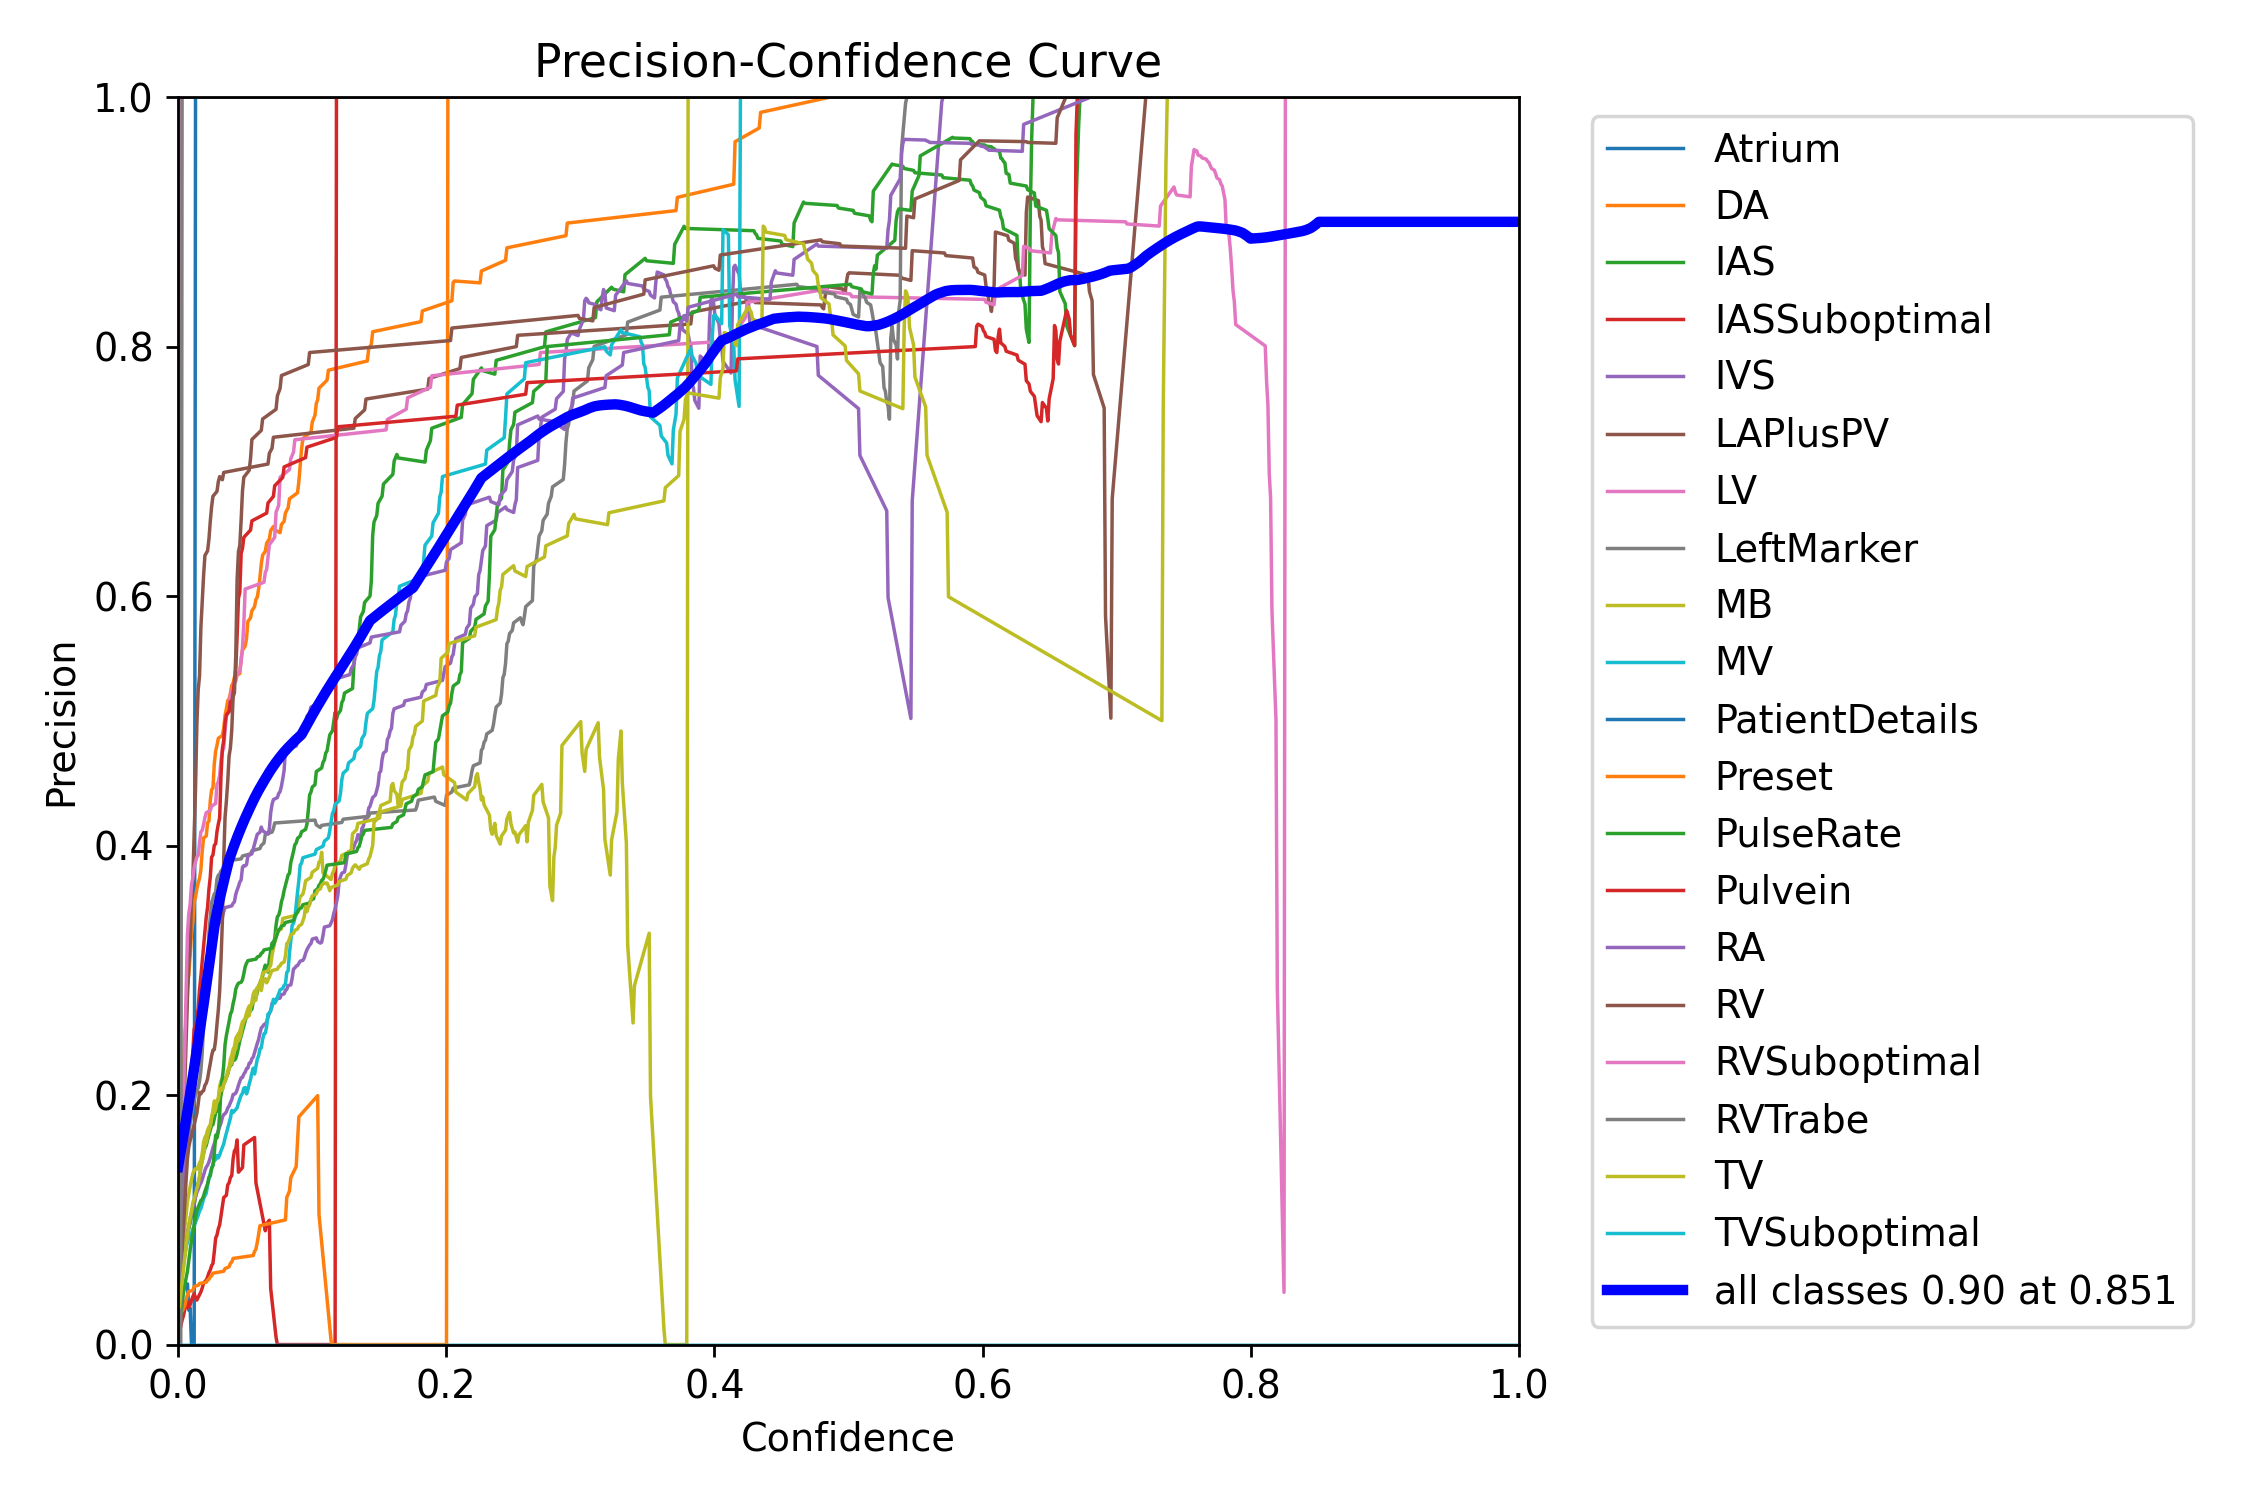 Precision-Confidence Curve
1.0
0.8
0.6
0.4
0.2
0.0
Precision
0.0 0.2 0.4 0.6 0.8 1.0
Confidence
Atrium
DA
IAS
IASSuboptimal
IVS
LAPlusPV
LV
LeftMarker
MB
MV
PatientDetails
Preset
PulseRate
Pulvein
RA
RV
RVSuboptimal
RVTrabe
TV
TVSuboptimal
all classes 0.90 at 0.851